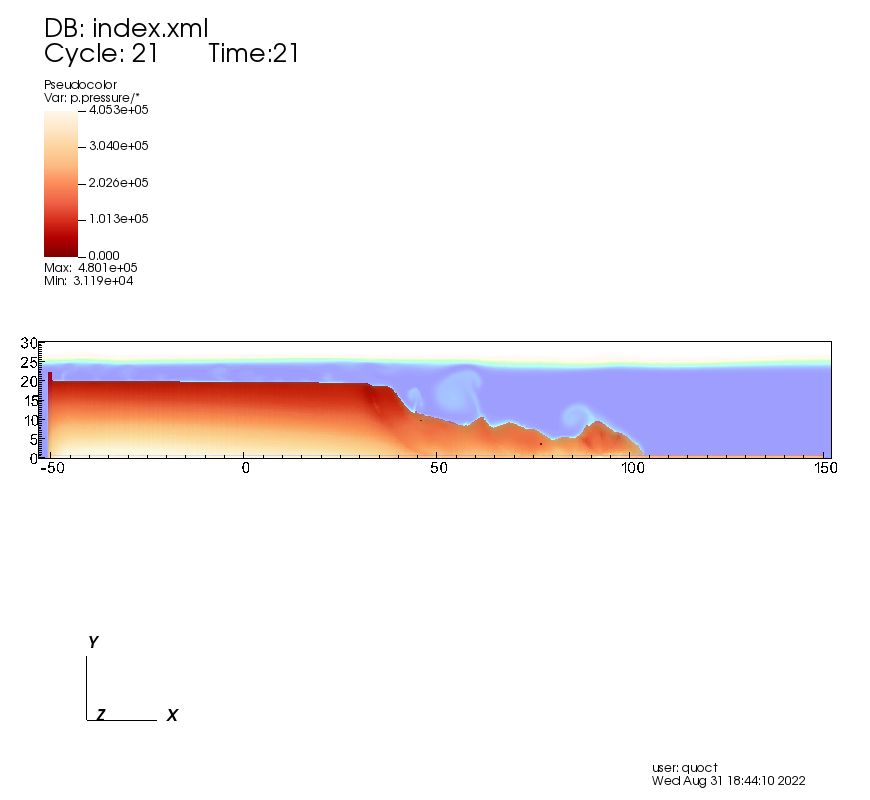 DB: index.xml
Cycle: 21 Time:21
Pseudocolor
Var: p.pressure/*
4.053e+05
3.040e+05
2.026e+05
1.013e+05
0.000
Max: 4.801e+05
Min: 3.119e+04
30
25
20
15
10
5
0
-50 0 50 100 150
Y
Z X
user: quoct
Wed Aug 31 18:44:10 2022